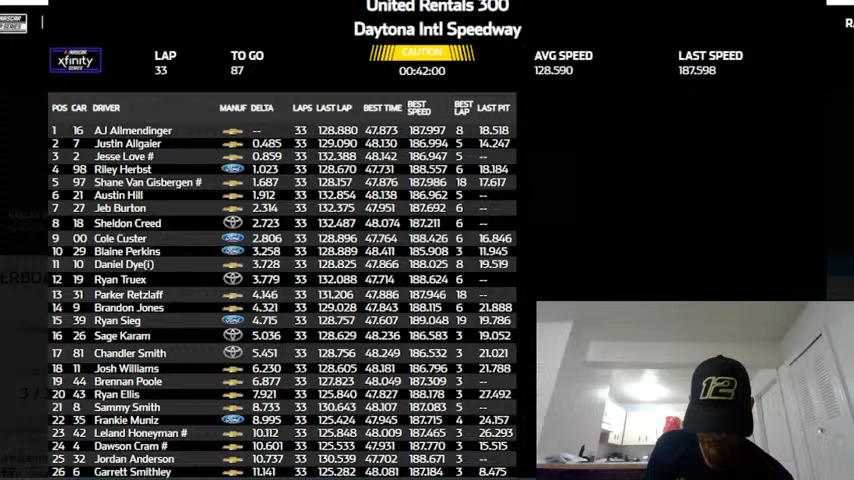 United Rentals 300
Daytona Intl Speedway
NASCAR
xfinity
SERIES
LAP
33
TO GO
87
CAUTION
00:42:00
AVG SPEED
128.590
LAST SPEED
187.598
POS CAR DRIVER MANUF DELTA LAPS LAST LAP BEST TIME BEST SPEED BEST LAP LAST PIT
1 16 AJ Allmendinger -- 33 128.880 47.873 187.997 8 18.518
2 7 Justin Allgaier 0.485 33 129.090 48.130 186.994 5 14.247
3 2 Jesse Love # 0.859 33 132.388 48.142 186.947 5 --
4 98 Riley Herbst Ford 1.023 33 128.670 47.731 188.557 6 18.184
5 97 Shane Van Gisbergen # 1.687 33 128.157 47.876 187.986 18 17.617
6 21 Austin Hill 1.912 33 132.854 48.138 186.962 5 --
7 27 Jeb Burton 2.314 33 132.375 47.951 187.692 6 --
8 18 Sheldon Creed 2.723 33 132.487 48.074 187.211 6 --
9 00 Cole Custer Ford 2.806 33 128.896 47.764 188.426 6 16.846
10 29 Blaine Perkins Ford 3.258 33 128.889 48.411 185.908 3 11.945
11 10 Daniel Dye(i) 3.728 33 128.825 47.866 188.025 8 19.519
12 19 Ryan Truex 3.779 33 132.088 47.714 188.624 6 --
13 31 Parker Retzlaff 4.146 33 131.206 47.886 187.946 18 --
14 9 Brandon Jones 4.321 33 129.028 47.843 188.115 6 21.888
15 39 Ryan Sieg Ford 4.715 33 128.757 47.607 189.048 19 19.786
16 26 Sage Karam 5.036 33 128.629 48.236 186.583 3 19.052
17 81 Chandler Smith 5.451 33 128.756 48.249 186.532 3 21.021
18 11 Josh Williams 6.230 33 128.605 48.181 186.796 3 21.788
19 44 Brennan Poole 6.877 33 127.823 48.049 187.309 3 --
20 43 Ryan Ellis 7.921 33 125.840 47.827 188.178 3 27.492
21 8 Sammy Smith 8.733 33 130.643 48.107 187.083 5 --
22 35 Frankie Muniz Ford 8.995 33 125.424 47.945 187.715 4 24.157
23 42 Leland Honeyman # 10.112 33 125.848 48.009 187.465 3 26.293
24 4 Dawson Cram # 10.601 33 125.533 47.931 187.770 3 15.515
25 32 Jordan Anderson 10.737 33 130.539 47.702 188.671 3 --
26 6 Garrett Smithley 11.141 33 125.282 48.081 187.184 3 8.475
12